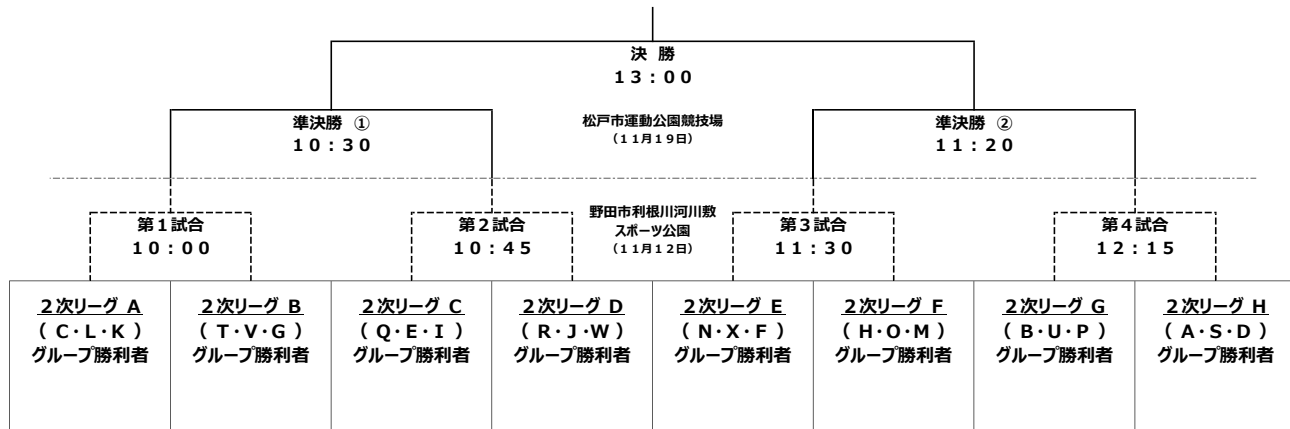 決 勝
１３：００
準決勝 ①
１０：３０
松戸市運動公園競技場
（１１月１９日）
準決勝 ②
１１：２０
第１試合
１０：００
第２試合
１０：４５
野田市利根川河川敷
スポーツ公園
（１１月１２日）
第３試合
１１：３０
第４試合
１２：１５
２次リーグ A
（ C・L・K ）
グループ勝利者
２次リーグ B
（ T・V・G ）
グループ勝利者
２次リーグ C
（ Q・E・I ）
グループ勝利者
２次リーグ D
（ R・J・W ）
グループ勝利者
２次リーグ E
（ N・X・F ）
グループ勝利者
２次リーグ F
（ H・O・M ）
グループ勝利者
２次リーグ G
（ B・U・P ）
グループ勝利者
２次リーグ H
（ A・S・D ）
グループ勝利者